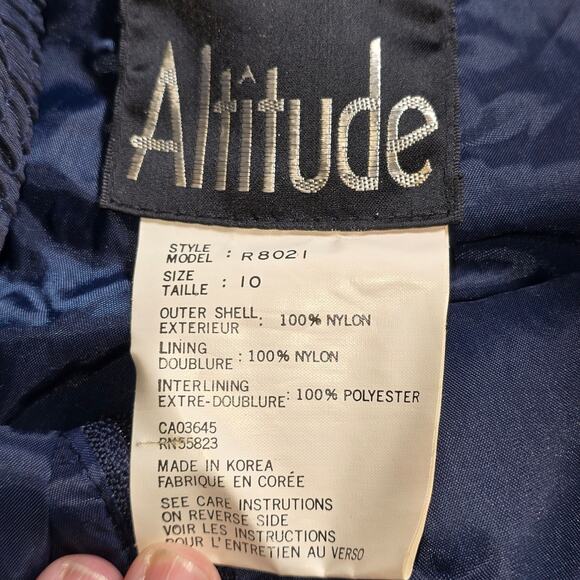 Altitude
STYLE
MODEL : R8021
SIZE
TAILLE : 10
OUTER SHELL
EXTERIEUR : 100% NYLON
LINING
DOUBLURE : 100% NYLON
INTERLINING
EXTRE-DOUBLURE : 100% POLYESTER
CA03645
RN55823
MADE IN KOREA
FABRIQUE EN CORÉE
SEE CARE INSTRUTIONS
ON REVERSE SIDE
VOIR LES INSTRUCTIONS
POUR L'ENTRETIEN AU VERSO